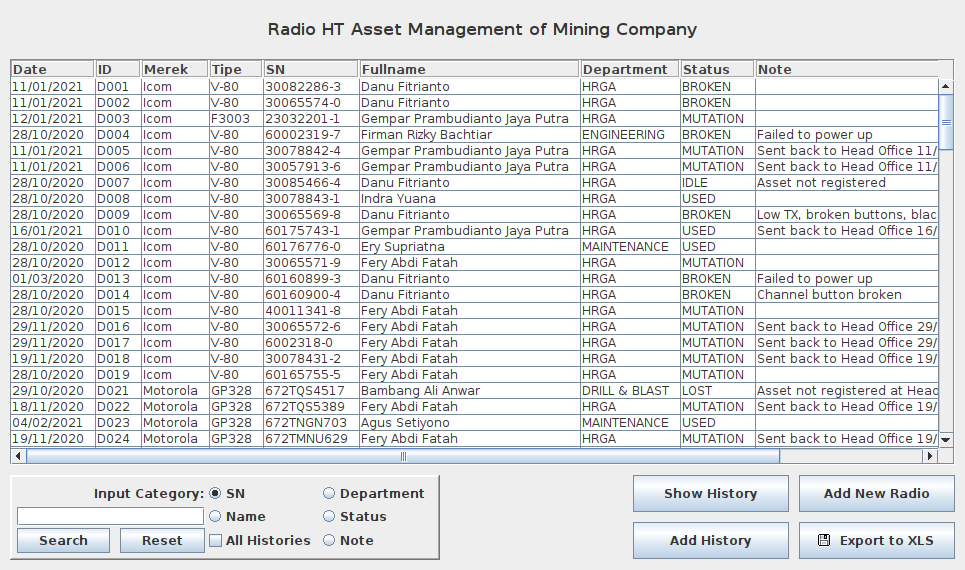 Radio HT Asset Management of Mining Company
Date ID Merek Tipe SN Fullname Department Status Note
11/01/2021 D001 Icom V-80 30082286-3 Danu Fitrianto HRGA BROKEN
11/01/2021 D002 Icom V-80 30065574-0 Danu Fitrianto HRGA BROKEN
12/01/2021 D003 Icom F3003 23032201-1 Gempar Prambudianto Jaya Putra HRGA MUTATION
28/10/2020 D004 Icom V-80 60002319-7 Firman Rizky Bachtiar ENGINEERING BROKEN Failed to power up
11/01/2021 D005 Icom V-80 30078842-4 Gempar Prambudianto Jaya Putra HRGA MUTATION Sent back to Head Office 11/
11/01/2021 D006 Icom V-80 30057913-6 Gempar Prambudianto Jaya Putra HRGA MUTATION Sent back to Head Office 11/
28/10/2020 D007 Icom V-80 30085466-4 Danu Fitrianto HRGA IDLE Asset not registered
28/10/2020 D008 Icom V-80 30078843-1 Indra Yuana HRGA USED
28/10/2020 D009 Icom V-80 30065569-8 Danu Fitrianto HRGA BROKEN Low TX, broken buttons, blac
16/01/2021 D010 Icom V-80 60175743-1 Gempar Prambudianto Jaya Putra HRGA USED Sent back to Head Office 16/
28/10/2020 D011 Icom V-80 60176776-0 Ery Supriatna MAINTENANCE USED
28/10/2020 D012 Icom V-80 30065571-9 Fery Abdi Fatah HRGA MUTATION
01/03/2020 D013 Icom V-80 60160899-3 Danu Fitrianto HRGA BROKEN Failed to power up
28/10/2020 D014 Icom V-80 60160900-4 Danu Fitrianto HRGA BROKEN Channel button broken
28/10/2020 D015 Icom V-80 40011341-8 Fery Abdi Fatah HRGA MUTATION
29/11/2020 D016 Icom V-80 30065572-6 Fery Abdi Fatah HRGA MUTATION Sent back to Head Office 29/
29/11/2020 D017 Icom V-80 6002318-0 Fery Abdi Fatah HRGA MUTATION Sent back to Head Office 29/
19/11/2020 D018 Icom V-80 30078431-2 Fery Abdi Fatah HRGA MUTATION Sent back to Head Office 19/
28/10/2020 D019 Icom V-80 60165755-5 Fery Abdi Fatah HRGA MUTATION
29/10/2020 D021 Motorola GP328 672TQS4517 Bambang Ali Anwar DRILL & BLAST LOST Asset not registered at Head
18/11/2020 D022 Motorola GP328 672TQS5389 Fery Abdi Fatah HRGA MUTATION Sent back to Head Office 19/
04/02/2021 D023 Motorola GP328 672TNGN703 Agus Setiyono MAINTENANCE USED
19/11/2020 D024 Motorola GP328 672TMNU629 Fery Abdi Fatah HRGA MUTATION Sent back to Head Office 19/
Input Category: SN Department
Name Status
Search Reset All Histories Note
Show History Add New Radio
Add History Export to XLS